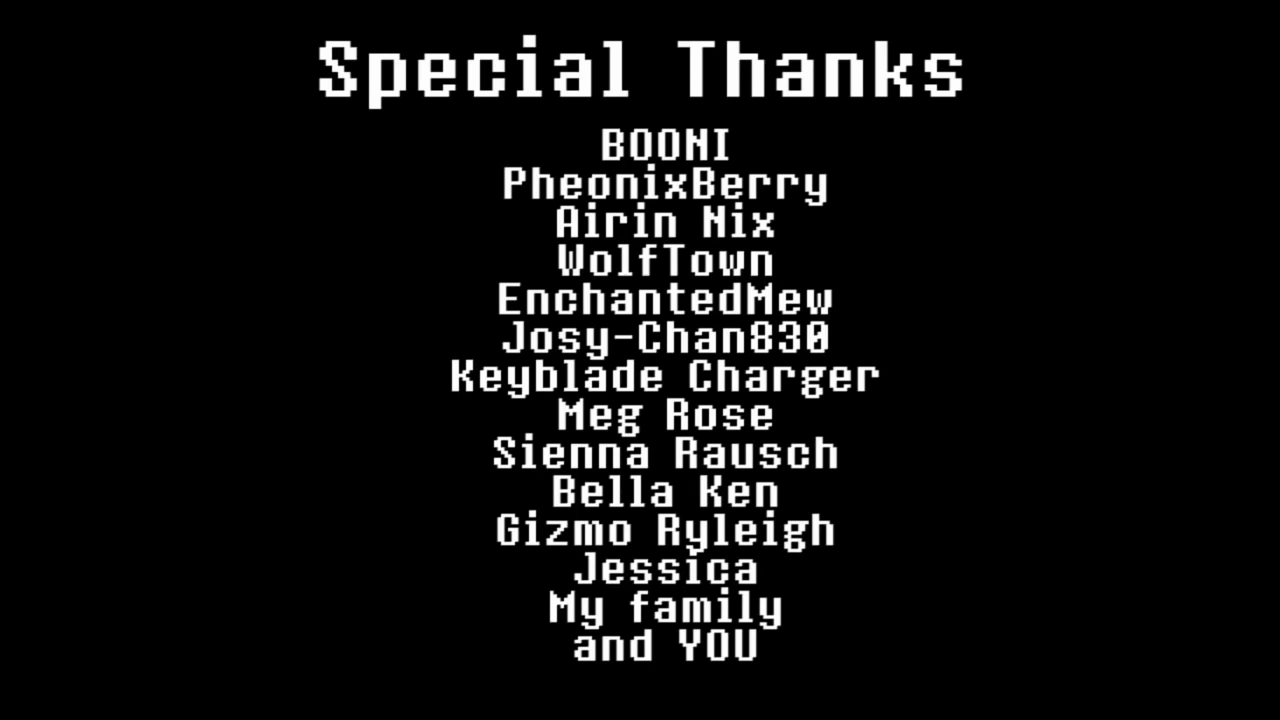 Special Thanks
BOONI
PheonixBerry
Airin Nix
WolfTown
EnchantedMew
Josy-Chan830
Keyblade Charger
Meg Rose
Sienna Rausch
Bella Ken
Gizmo Ryleigh
Jessica
My family
and YOU